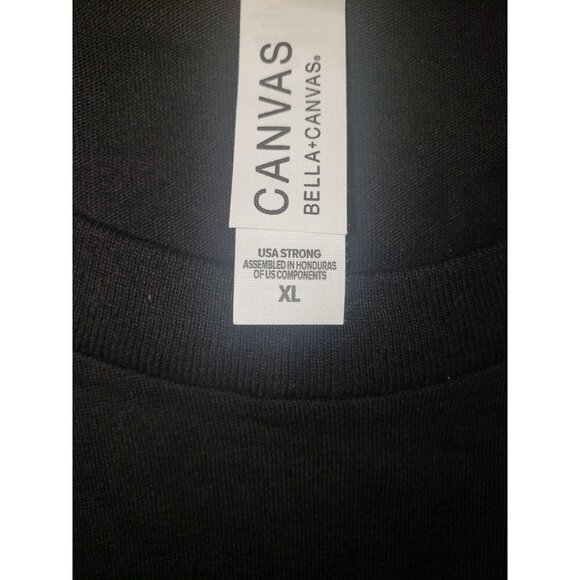 CANVAS
BELLA+CANVAS®
USA STRONG
ASSEMBLED IN HONDURAS
OF US COMPONENTS
XL